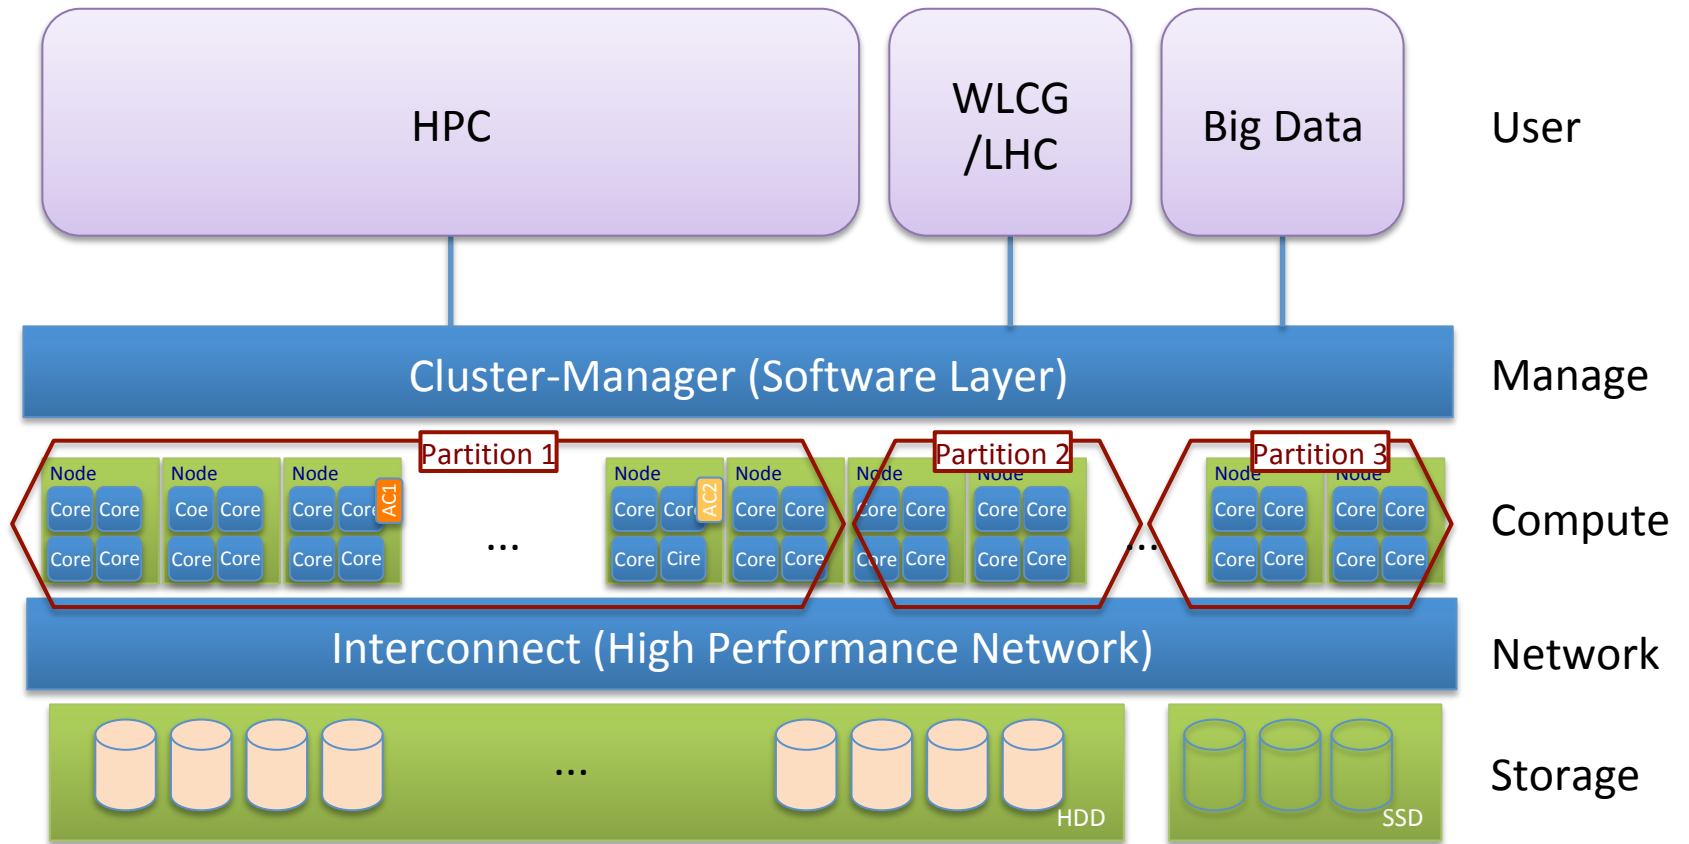 HPC
WLCG
/LHC
Big Data
User
Cluster-Manager (Software Layer)
Manage
Partition 1
Partition 2
Partition 3
Node
Node
Node
Node
Node
Node
Node
Node
Node
Core Core
Coe Core
Core Core
AC1
Core Core
AC2
Core Core
Core Core
Core Core
Core Core
Core Core
Compute
Core Core
Core Core
Core Core
...
Core Cire
Core Core
Core Core
Core Core
...
Core Core
Core Core
Interconnect (High Performance Network)
Network
...
HDD
SSD
Storage